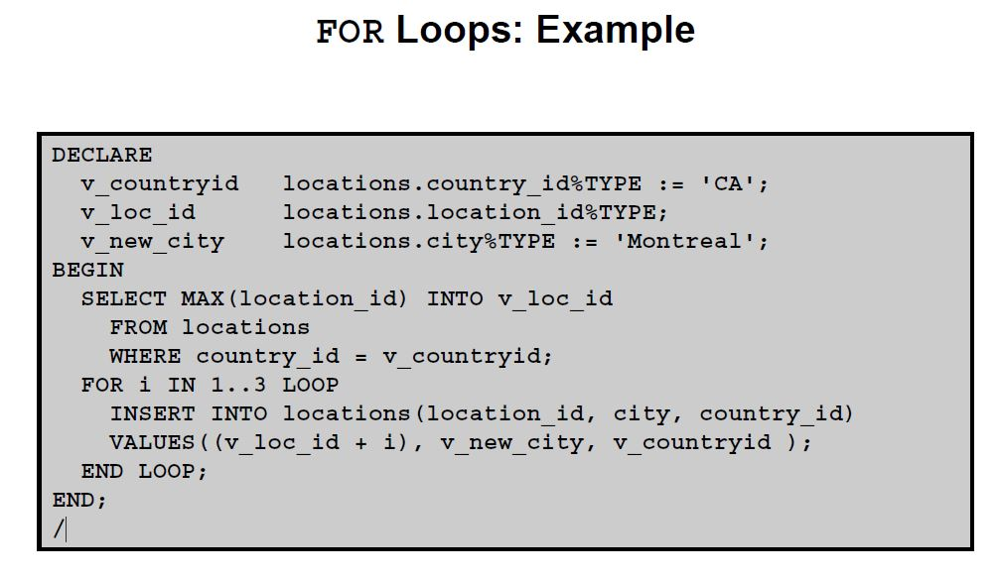 FOR Loops: Example
DECLARE
  v_countryid   locations.country_id%TYPE := 'CA';
  v_loc_id      locations.location_id%TYPE;
  v_new_city    locations.city%TYPE := 'Montreal';
BEGIN
  SELECT MAX(location_id) INTO v_loc_id
    FROM locations
    WHERE country_id = v_countryid;
  FOR i IN 1..3 LOOP
    INSERT INTO locations(location_id, city, country_id)
    VALUES((v_loc_id + i), v_new_city, v_countryid );
  END LOOP;
END;
/